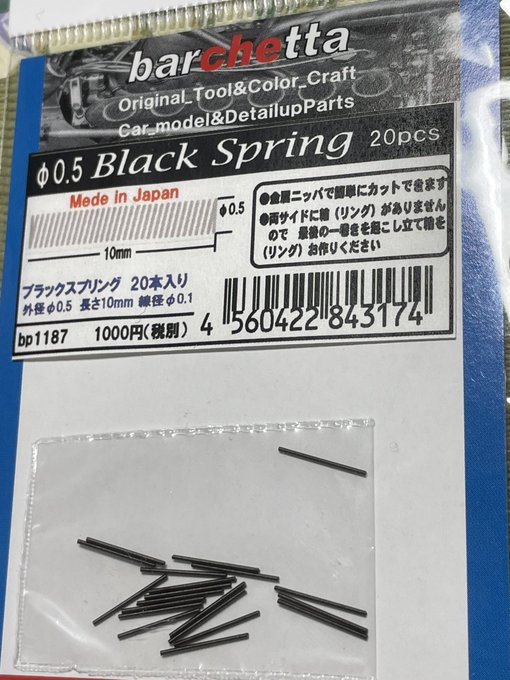 barchetta
Original_Tool&Color_Craft
Car_model&DetailupParts
φ0.5 Black Spring 20pcs
Made in Japan
φ0.5
10mm
●金属ニッパで簡単にカットできます
●両サイドに輪（リング）がありません
ので 最後の一巻きを起こし立て輪を
（リング）お作りください
ブラックスプリング 20本入り
外径φ0.5 長さ10mm 線径φ0.1
bp1187 1000円(税別)
4 560422 843174